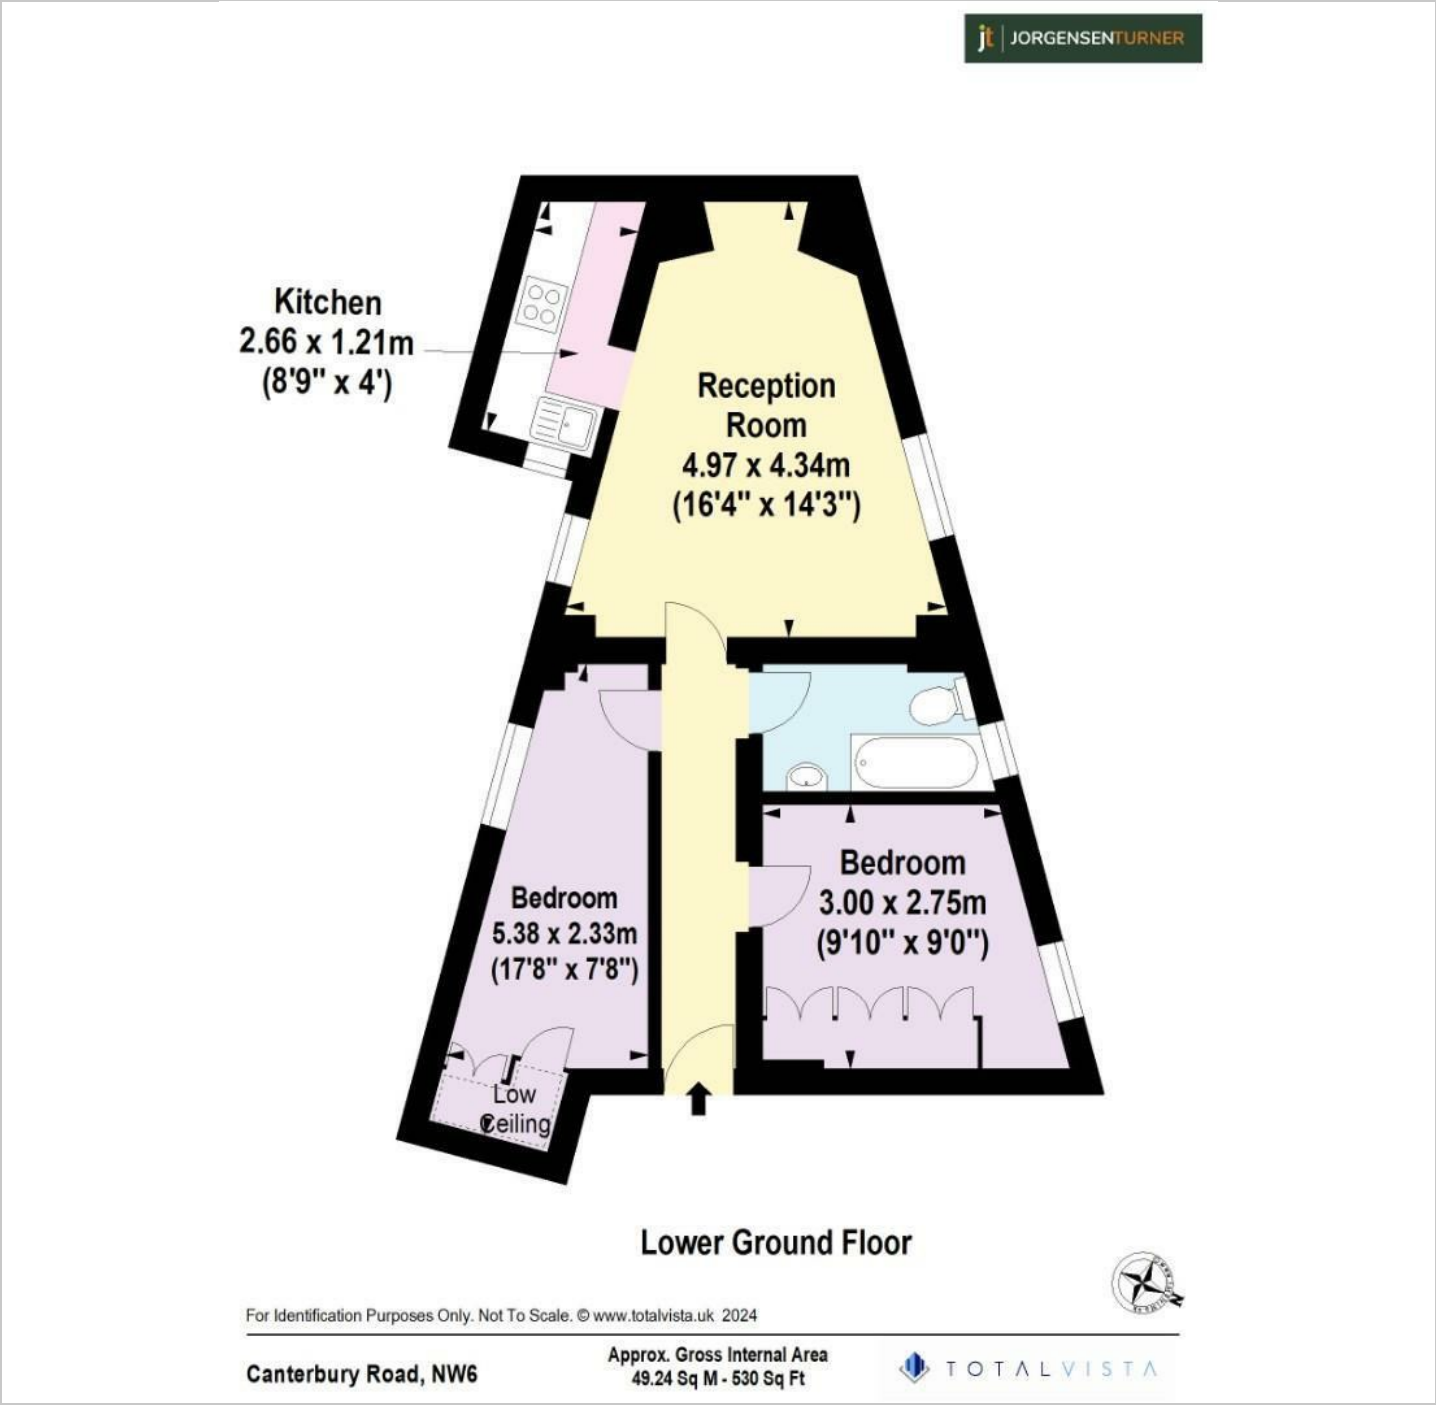 jt JORGENSENTURNER
Kitchen
2.66 x 1.21m
(8'9" x 4')
Reception
Room
4.97 x 4.34m
(16'4" x 14'3")
Bedroom
3.00 x 2.75m
(9'10" x 9'0")
Bedroom
5.38 x 2.33m
(17'8" x 7'8")
Low
Ceiling
Lower Ground Floor
N
For Identification Purposes Only. Not To Scale. © www.totalvista.uk 2024
Canterbury Road, NW6
Approx. Gross Internal Area
49.24 Sq M - 530 Sq Ft
TOTALVISTA